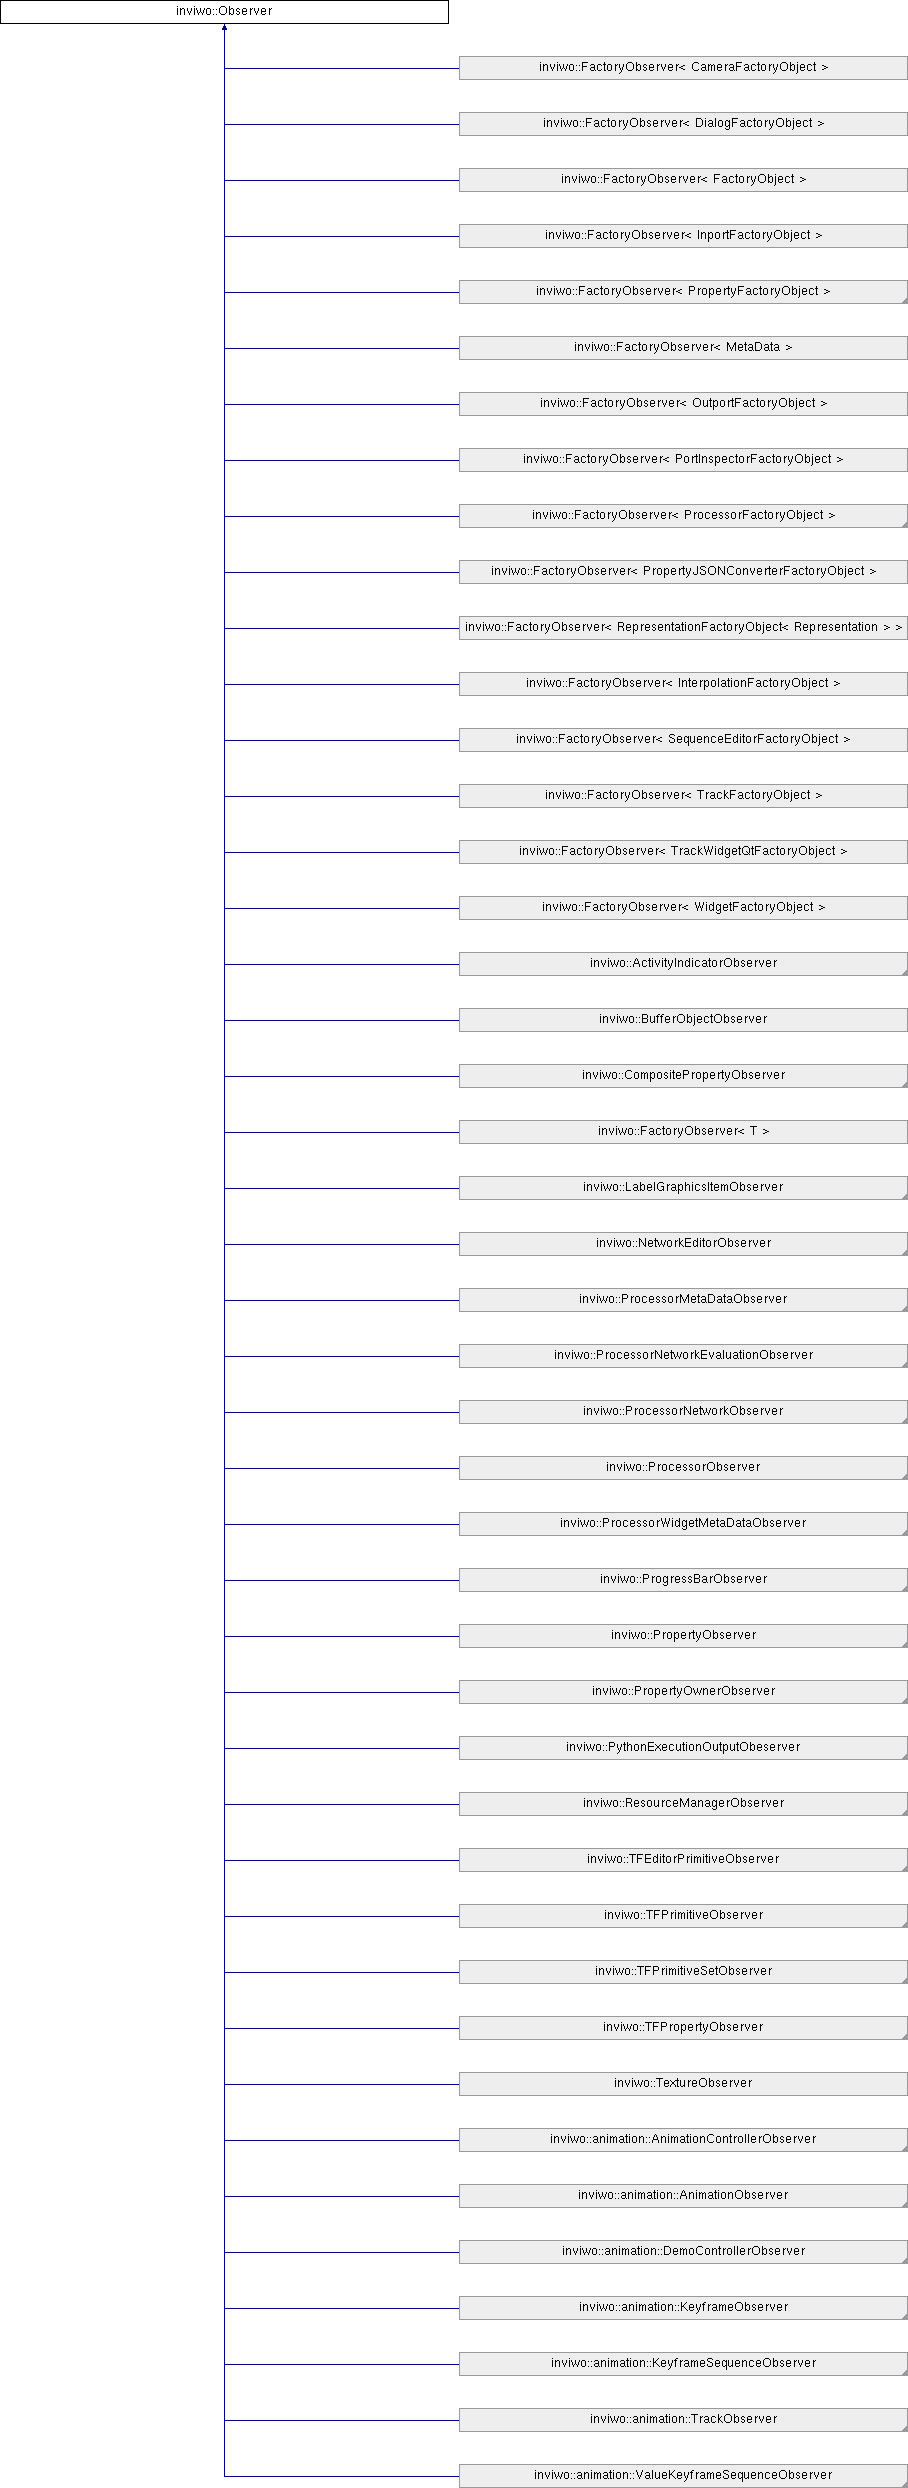 inviwo::Observer
inviwo::FactoryObserver< CameraFactoryObject >
inviwo::FactoryObserver< DialogFactoryObject >
inviwo::FactoryObserver< FactoryObject >
inviwo::FactoryObserver< InportFactoryObject >
inviwo::FactoryObserver< PropertyFactoryObject >
inviwo::FactoryObserver< MetaData >
inviwo::FactoryObserver< OutportFactoryObject >
inviwo::FactoryObserver< PortInspectorFactoryObject >
inviwo::FactoryObserver< ProcessorFactoryObject >
inviwo::FactoryObserver< PropertyJSONConverterFactoryObject >
inviwo::FactoryObserver< RepresentationFactoryObject< Representation > >
inviwo::FactoryObserver< InterpolationFactoryObject >
inviwo::FactoryObserver< SequenceEditorFactoryObject >
inviwo::FactoryObserver< TrackFactoryObject >
inviwo::FactoryObserver< TrackWidgetQtFactoryObject >
inviwo::FactoryObserver< WidgetFactoryObject >
inviwo::ActivityIndicatorObserver
inviwo::BufferObjectObserver
inviwo::CompositePropertyObserver
inviwo::FactoryObserver< T >
inviwo::LabelGraphicsItemObserver
inviwo::NetworkEditorObserver
inviwo::ProcessorMetaDataObserver
inviwo::ProcessorNetworkEvaluationObserver
inviwo::ProcessorNetworkObserver
inviwo::ProcessorObserver
inviwo::ProcessorWidgetMetaDataObserver
inviwo::ProgressBarObserver
inviwo::PropertyObserver
inviwo::PropertyOwnerObserver
inviwo::PythonExecutionOutputObeserver
inviwo::ResourceManagerObserver
inviwo::TFEditorPrimitiveObserver
inviwo::TFPrimitiveObserver
inviwo::TFPrimitiveSetObserver
inviwo::TFPropertyObserver
inviwo::TextureObserver
inviwo::animation::AnimationControllerObserver
inviwo::animation::AnimationObserver
inviwo::animation::DemoControllerObserver
inviwo::animation::KeyframeObserver
inviwo::animation::KeyframeSequenceObserver
inviwo::animation::TrackObserver
inviwo::animation::ValueKeyframeSequenceObserver